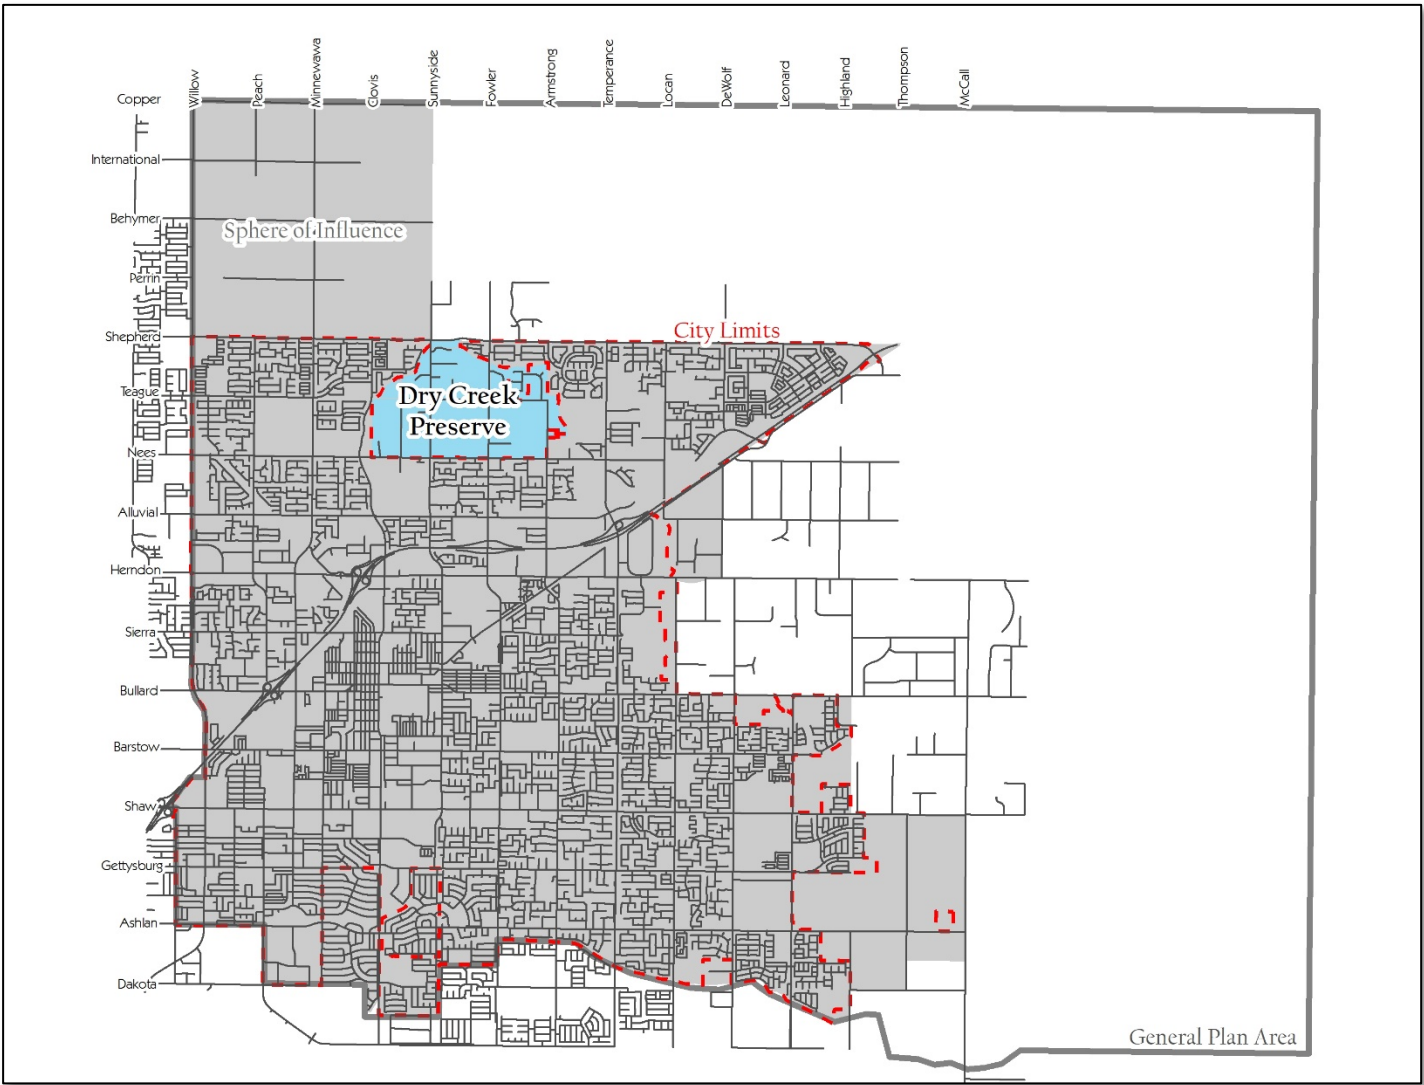 Willow
Peach
Minnewawa
Clovis
Sunnyside
Fowler
Armstrong
Temperance
Locan
DeWolf
Leonard
Highland
Thompson
McCall
Copper
International
Behymer
Sphere of Influence
Perrin
Shepherd
City Limits
Teague
Dry Creek
Preserve
Nees
Alluvial
Herndon
Sierra
Bullard
Barstow
Shaw
Gettysburg
Ashlan
Dakota
General Plan Area